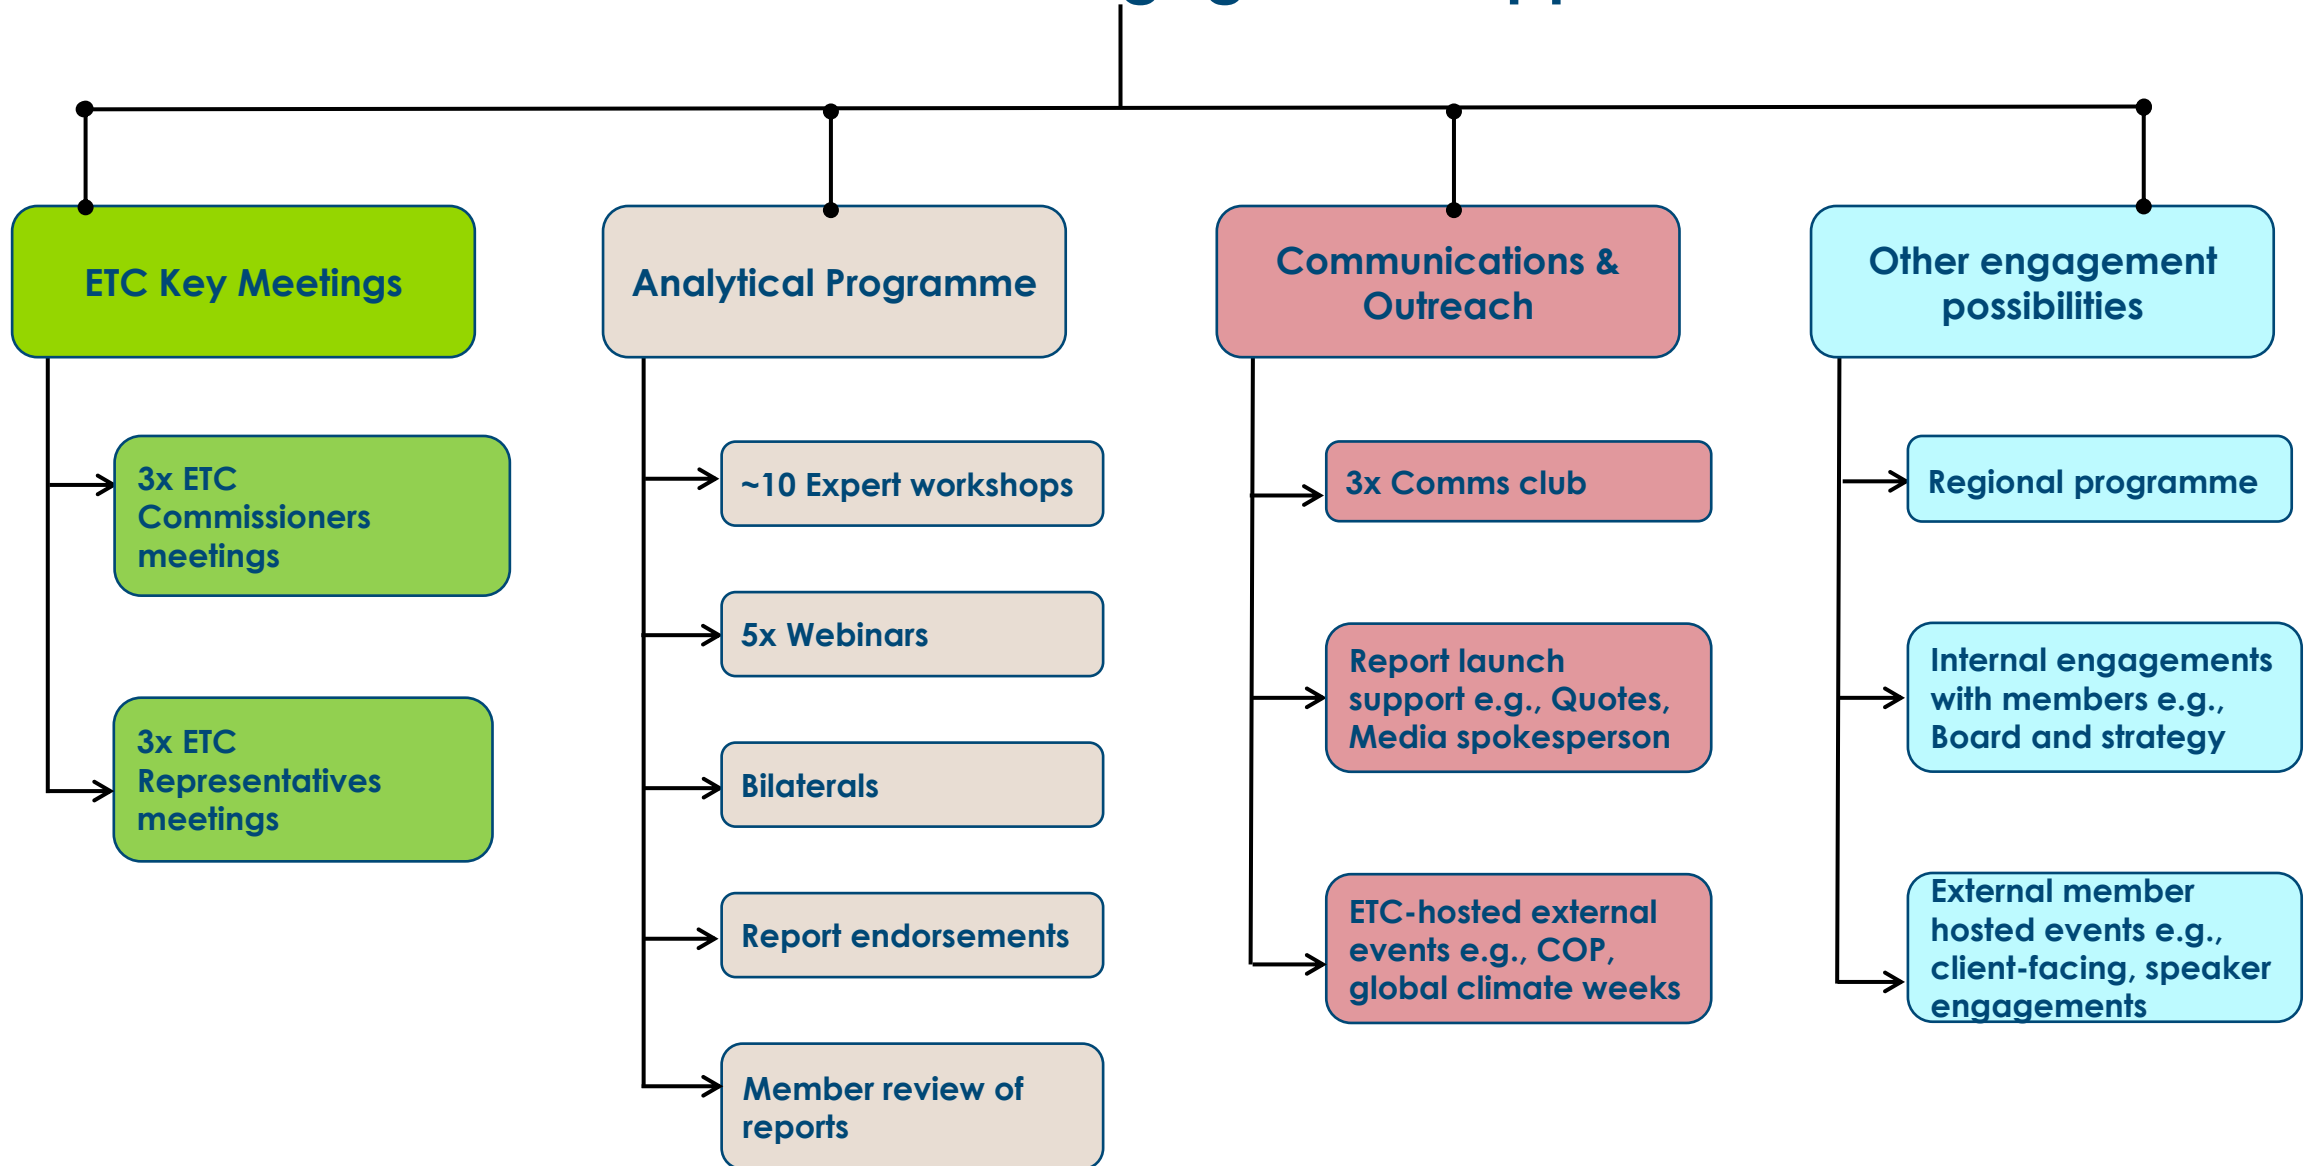 ETC Key Meetings
3x ETC
Commissioners
meetings
3x ETC
Representatives
meetings
Analytical Programme
~10 Expert workshops
5x Webinars
Bilaterals
Report endorsements
Member review of
reports
Communications &
Outreach
3x Comms club
Report launch
support e.g., Quotes,
Media spokesperson
ETC-hosted external
events e.g., COP,
global climate weeks
Other engagement
possibilities
Regional programme
Internal engagements
with members e.g.,
Board and strategy
External member
hosted events e.g.,
client-facing, speaker
engagements